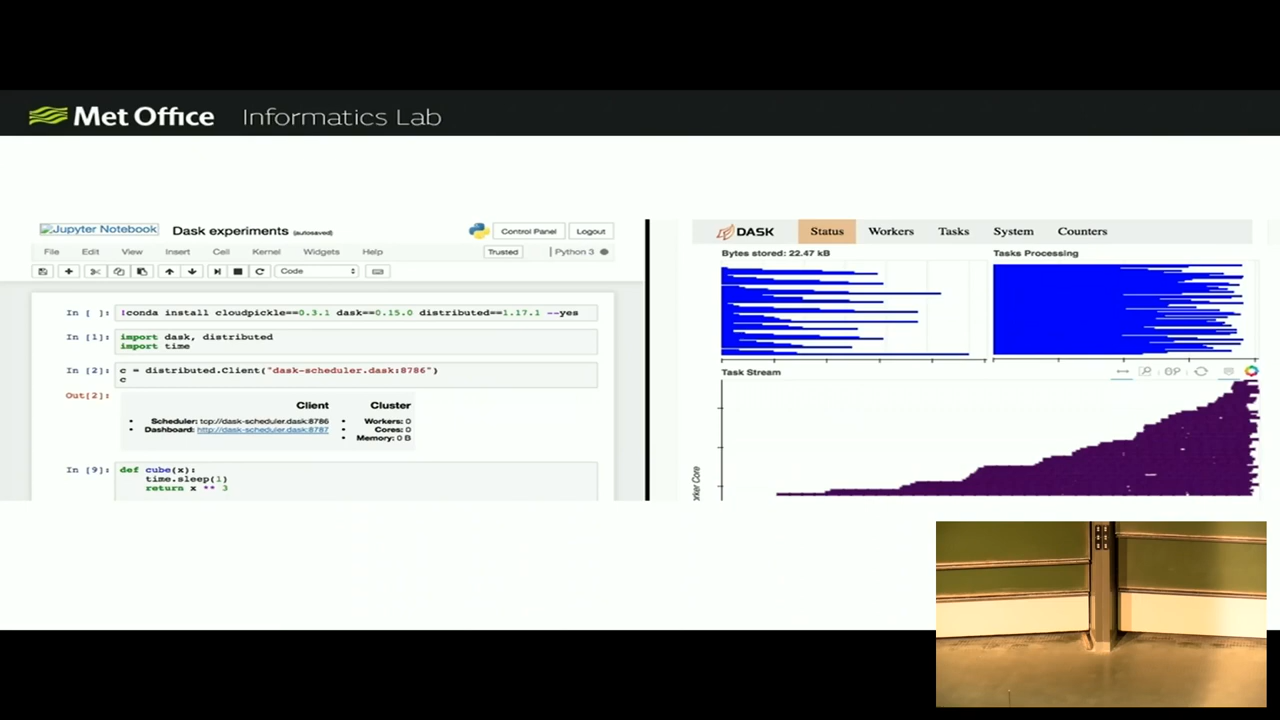 Met Office Informatics Lab
Jupyter Notebook Dask experiments (autosaved) Control Panel Logout
File Edit View Insert Cell Kernel Widgets Help Trusted Python 3
Code
In [ ]: !conda install cloudpickle==0.3.1 dask==0.15.0 distributed==1.17.1 --yes
In [1]: import dask, distributed
import time
In [2]: c = distributed.Client("dask-scheduler.dask:8786")
c
Out[2]:
Client Cluster
• Scheduler: tcp://dask-scheduler.dask:8786 • Workers: 0
• Dashboard: http://dask-scheduler.dask:8787 • Cores: 0
• Memory: 0 B
In [9]: def cube(x):
time.sleep(1)
return x ** 3
DASK Status Workers Tasks System Counters
Bytes stored: 22.47 kB Tasks Processing
Task Stream
rker Core